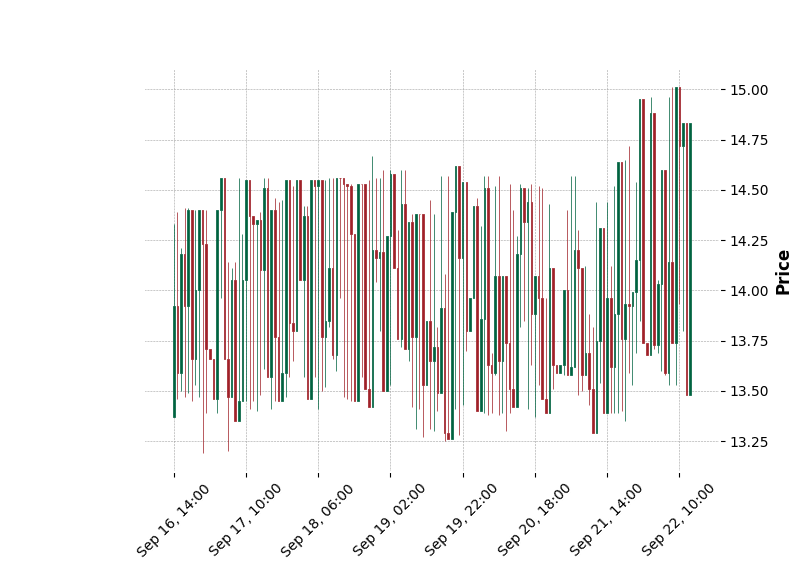 15.00
14.75
14.50
14.25
14.00
13.75
13.50
13.25
Price
Sep 16, 14:00
Sep 17, 10:00
Sep 18, 06:00
Sep 19, 02:00
Sep 19, 22:00
Sep 20, 18:00
Sep 21, 14:00
Sep 22, 10:00